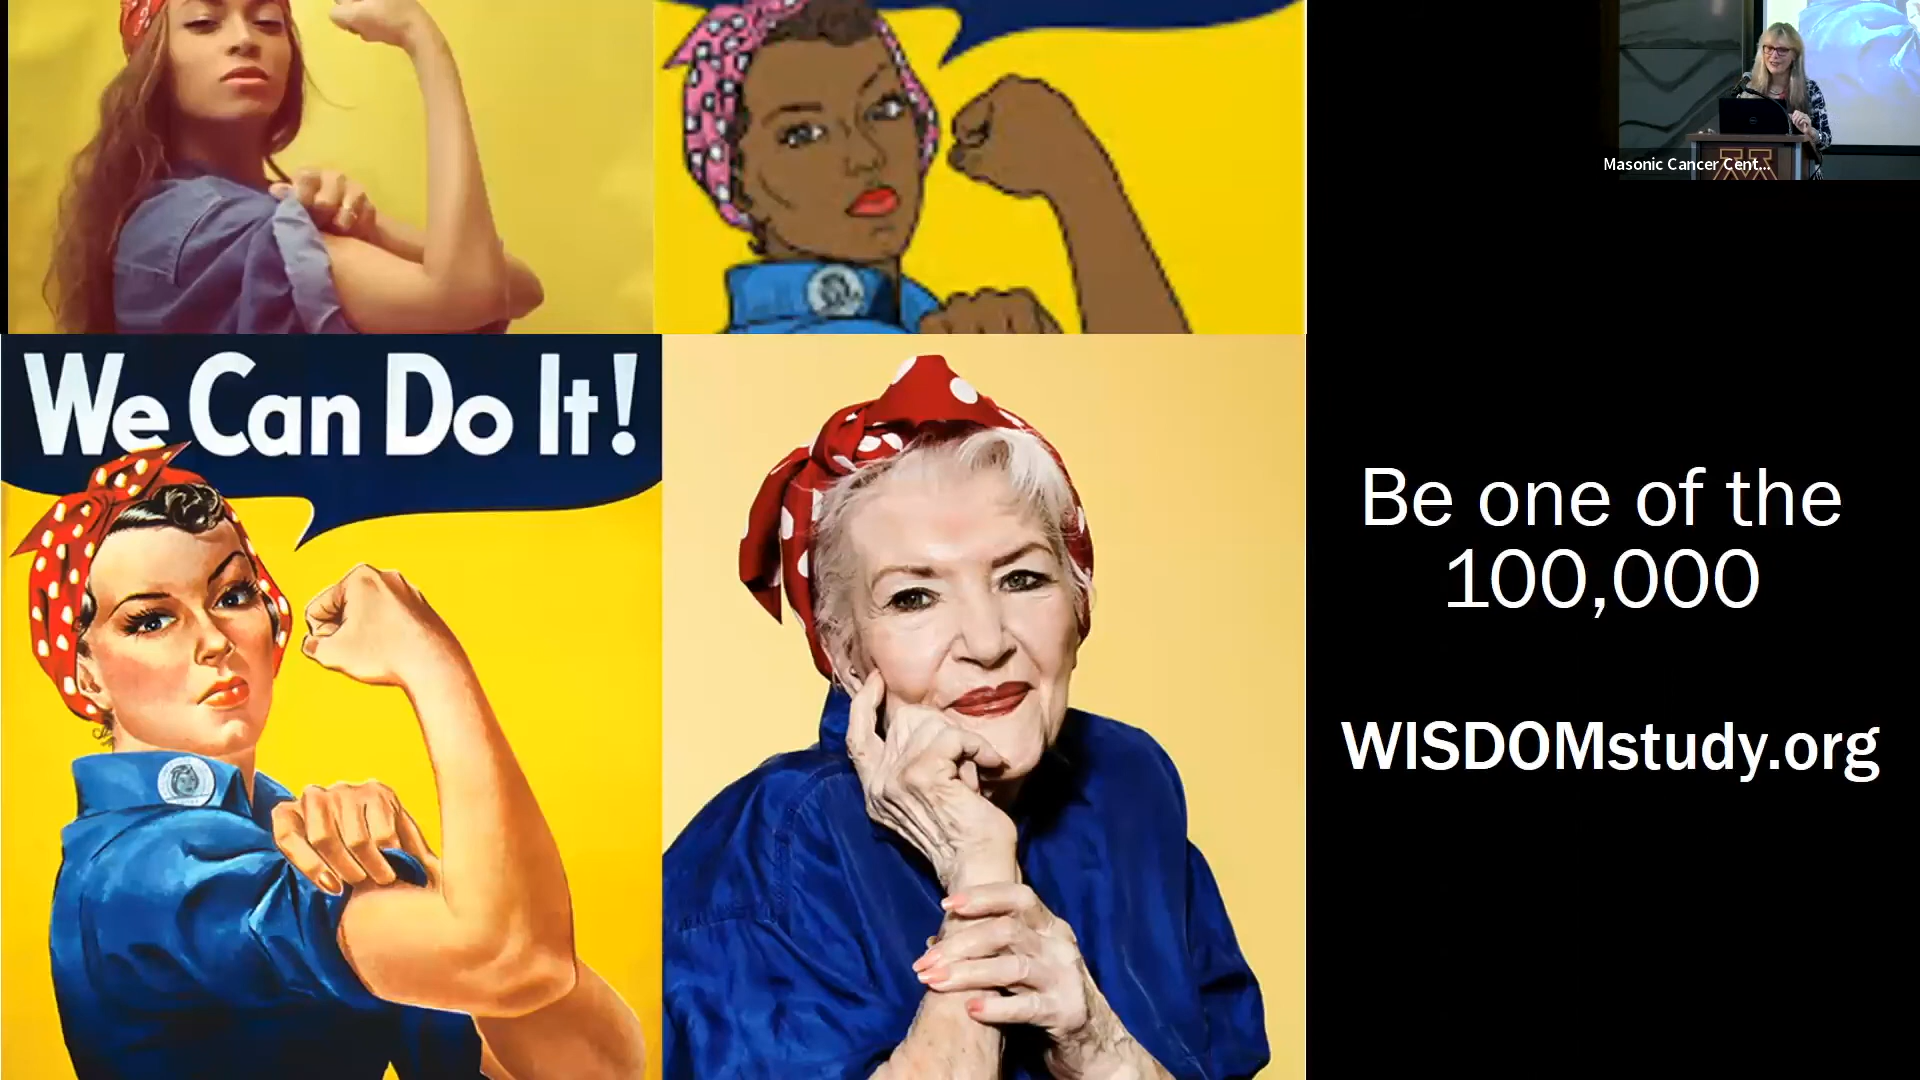 Masonic Cancer Cent...
We Can Do It!
Be one of the
100,000
WISDOMstudy.org